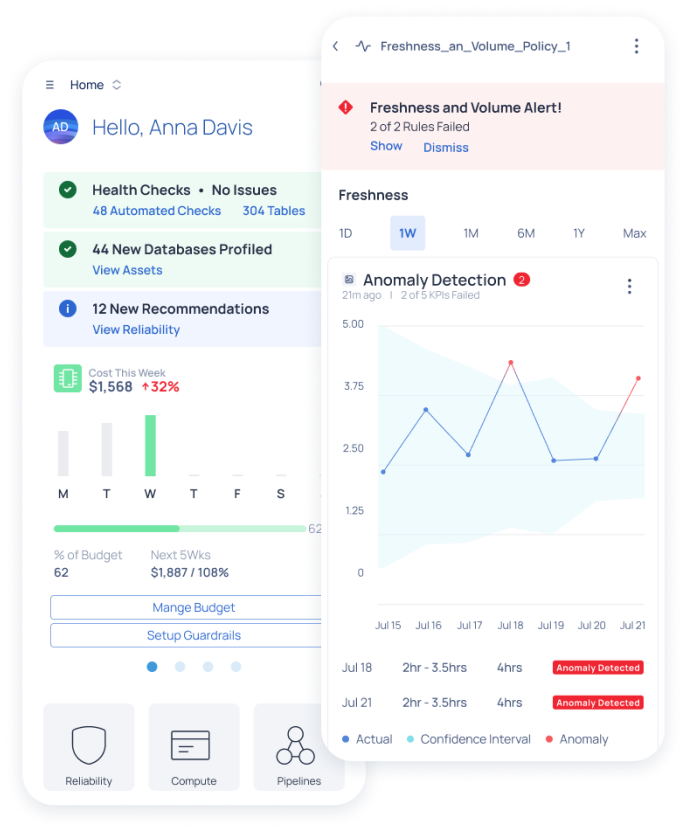 Home
AD
Hello, Anna Davis
Health Checks • No Issues
48 Automated Checks 304 Tables
44 New Databases Profiled
View Assets
12 New Recommendations
View Reliability
Cost This Week
$1,568 ↑32%
M T W T F S
62
% of Budget Next 5Wks
62 $1,887 / 108%
Mange Budget
Setup Guardrails
Reliability Compute Pipelines
Freshness_an_Volume_Policy_1
Freshness and Volume Alert!
2 of 2 Rules Failed
Show Dismiss
Freshness
1D 1W 1M 6M 1Y Max
Anomaly Detection 2
21m ago | 2 of 5 KPIs Failed
5.00
3.75
2.50
1.25
0
Jul 15 Jul 16 Jul 17 Jul 18 Jul 19 Jul 20 Jul 21
Jul 18 2hr - 3.5hrs 4hrs Anomaly Detected
Jul 21 2hr - 3.5hrs 4hrs Anomaly Detected
Actual Confidence Interval Anomaly